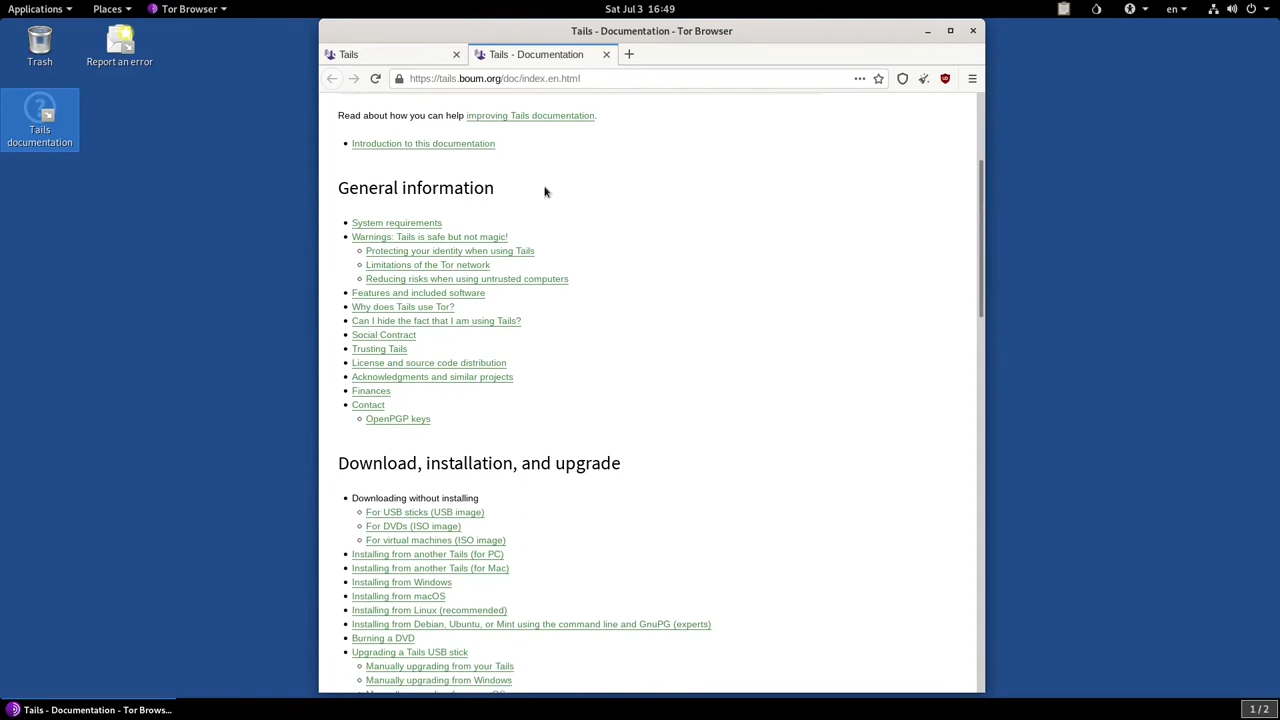 Applications
Places
Tor Browser
Sat Jul 3 16:49
en
Trash
Report an error
Tails documentation
Tails - Documentation - Tor Browser
Tails
Tails - Documentation
https://tails.boum.org/doc/index.en.html
Read about how you can help improving Tails documentation.
Introduction to this documentation
General information
System requirements
Warnings: Tails is safe but not magic!
Protecting your identity when using Tails
Limitations of the Tor network
Reducing risks when using untrusted computers
Features and included software
Why does Tails use Tor?
Can I hide the fact that I am using Tails?
Social Contract
Trusting Tails
License and source code distribution
Acknowledgments and similar projects
Finances
Contact
OpenPGP keys
Download, installation, and upgrade
Downloading without installing
For USB sticks (USB image)
For DVDs (ISO image)
For virtual machines (ISO image)
Installing from another Tails (for PC)
Installing from another Tails (for Mac)
Installing from Windows
Installing from macOS
Installing from Linux (recommended)
Installing from Debian, Ubuntu, or Mint using the command line and GnuPG (experts)
Burning a DVD
Upgrading a Tails USB stick
Manually upgrading from your Tails
Manually upgrading from Windows
Tails - Documentation - Tor Brows...
1 / 2